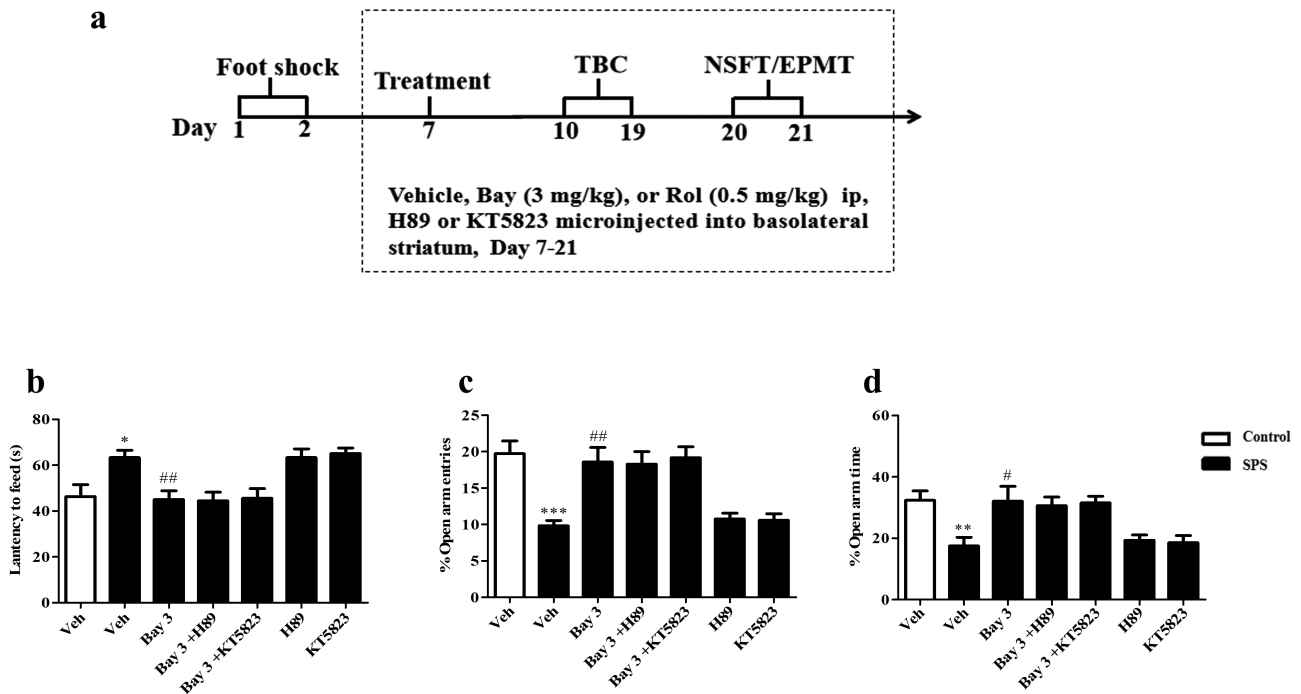 a
Foot shock
Treatment
TBC
NSFT/EPMT
Day 1 2 7 10 19 20 21
Vehicle, Bay (3 mg/kg), or Rol (0.5 mg/kg) ip,
H89 or KT5823 microinjected into basolateral
striatum, Day 7-21
b
Lantency to feed (s)
80
60
40
20
0
*
##
Veh
Veh
Bay 3
Bay 3 +H89
Bay 3 +KT5823
H89
KT5823
c
%Open arm entries
25
20
15
10
5
0
***
##
Veh
Veh
Bay 3
Bay 3 +H89
Bay 3 +KT5823
H89
KT5823
d
%Open arm time
60
40
20
0
**
#
Veh
Veh
Bay 3
Bay 3 +H89
Bay 3 +KT5823
H89
KT5823
Control
SPS